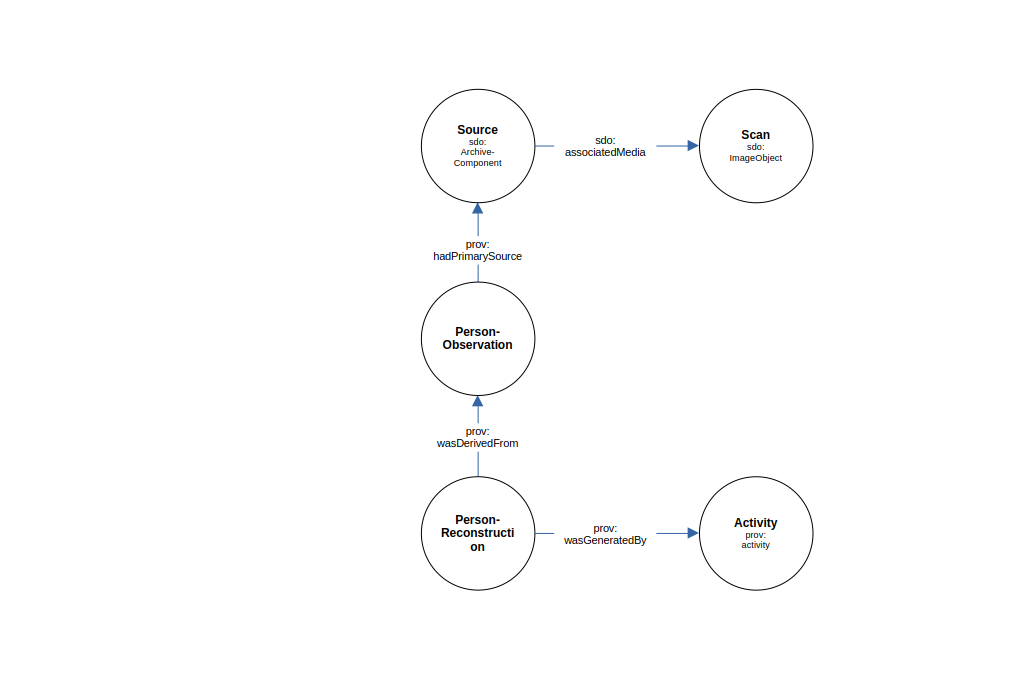 Source
sdo:
Archive-
Component
sdo:
associatedMedia
Scan
sdo:
ImageObject
prov:
hadPrimarySource
Person-
Observation
prov:
wasDerivedFrom
Person-
Reconstructi
on
prov:
wasGeneratedBy
Activity
prov:
activity